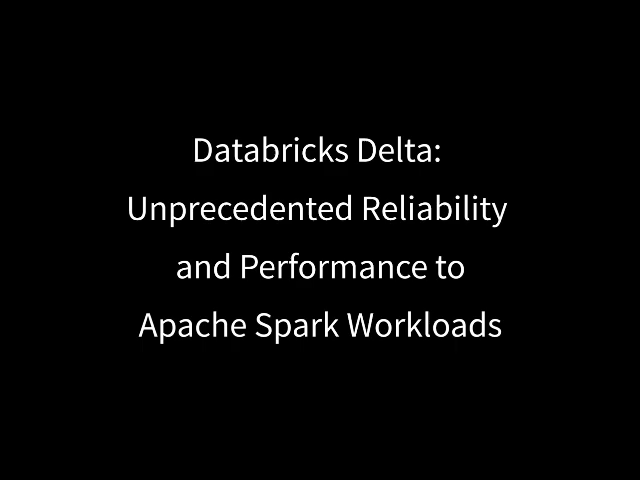 Databricks Delta:
Unprecedented Reliability
and Performance to
Apache Spark Workloads